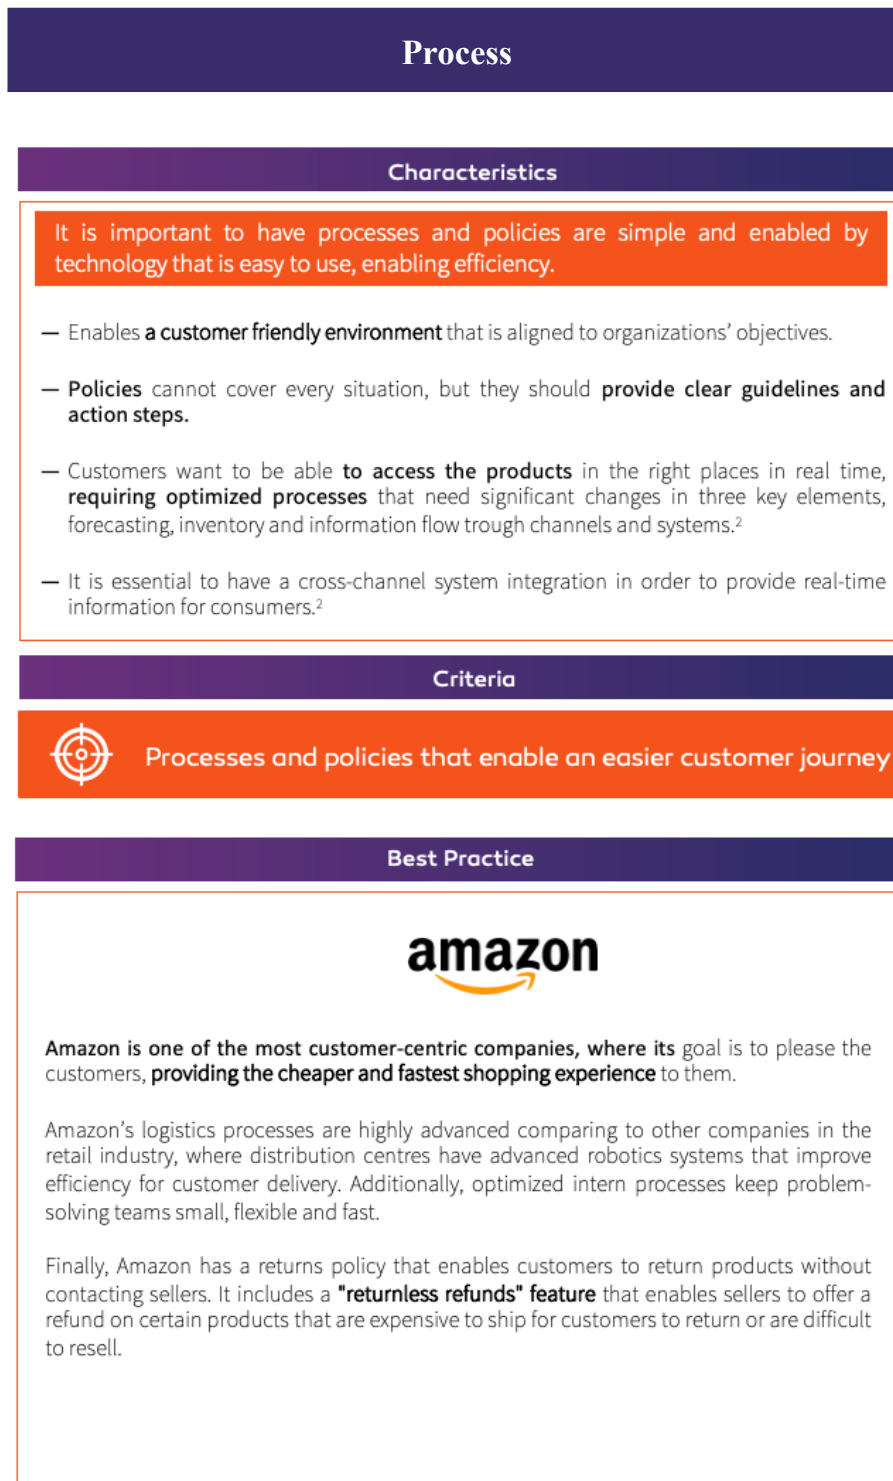 Process
Characteristics
It is important to have processes and policies are simple and enabled by
technology that is easy to use, enabling efficiency.
— Enables a customer friendly environment that is aligned to organizations’ objectives.
— Policies cannot cover every situation, but they should provide clear guidelines and
action steps.
— Customers want to be able to access the products in the right places in real time,
requiring optimized processes that need significant changes in three key elements,
forecasting, inventory and information flow trough channels and systems.²
— It is essential to have a cross-channel system integration in order to provide real-time
information for consumers.²
Criteria
Processes and policies that enable an easier customer journey
Best Practice
amazon
Amazon is one of the most customer-centric companies, where its goal is to please the
customers, providing the cheaper and fastest shopping experience to them.
Amazon’s logistics processes are highly advanced comparing to other companies in the
retail industry, where distribution centres have advanced robotics systems that improve
efficiency for customer delivery. Additionally, optimized intern processes keep problem-
solving teams small, flexible and fast.
Finally, Amazon has a returns policy that enables customers to return products without
contacting sellers. It includes a "returnless refunds" feature that enables sellers to offer a
refund on certain products that are expensive to ship for customers to return or are difficult
to resell.